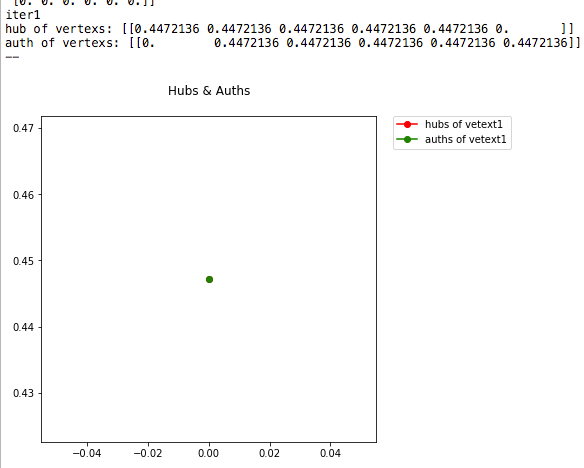 [0. 0. 0. 0. 0. 0.]]
iter1
hub of vertexs: [[0.4472136 0.4472136 0.4472136 0.4472136 0.4472136 0.       ]]
auth of vertexs: [[0.        0.4472136 0.4472136 0.4472136 0.4472136 0.4472136]]
——
Hubs & Auths
hubs of vetext1
auths of vetext1
0.47
0.46
0.45
0.44
0.43
−0.04 −0.02 0.00 0.02 0.04